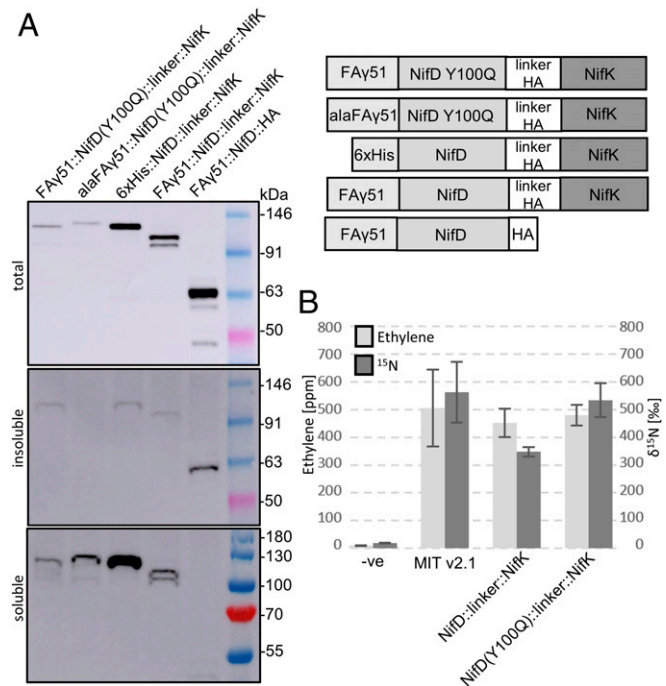 A
FAγ51::NifD(Y100Q)::linker::NifK
alaFAγ51::NifD(Y100Q)::linker::NifK
6xHis::NifD::linker::NifK
FAγ51::NifD::linker::NifK
FAγ51::NifD::HA
kDa
total
-146
-91
-63
-50
insoluble
-146
-91
-63
-50
soluble
-180
-130
-100
-70
-55
FAγ51 NifD Y100Q linker HA NifK
alaFAγ51 NifD Y100Q linker HA NifK
6xHis NifD linker HA NifK
FAγ51 NifD linker HA NifK
FAγ51 NifD HA
B
Ethylene
¹⁵N
Ethylene [ppm]
800
700
600
500
400
300
200
100
0
800
700
600
500
400
300
200
100
0
δ¹⁵N [‰]
-ve
MIT v2.1
NifD::linker::NifK
NifD(Y100Q)::linker::NifK